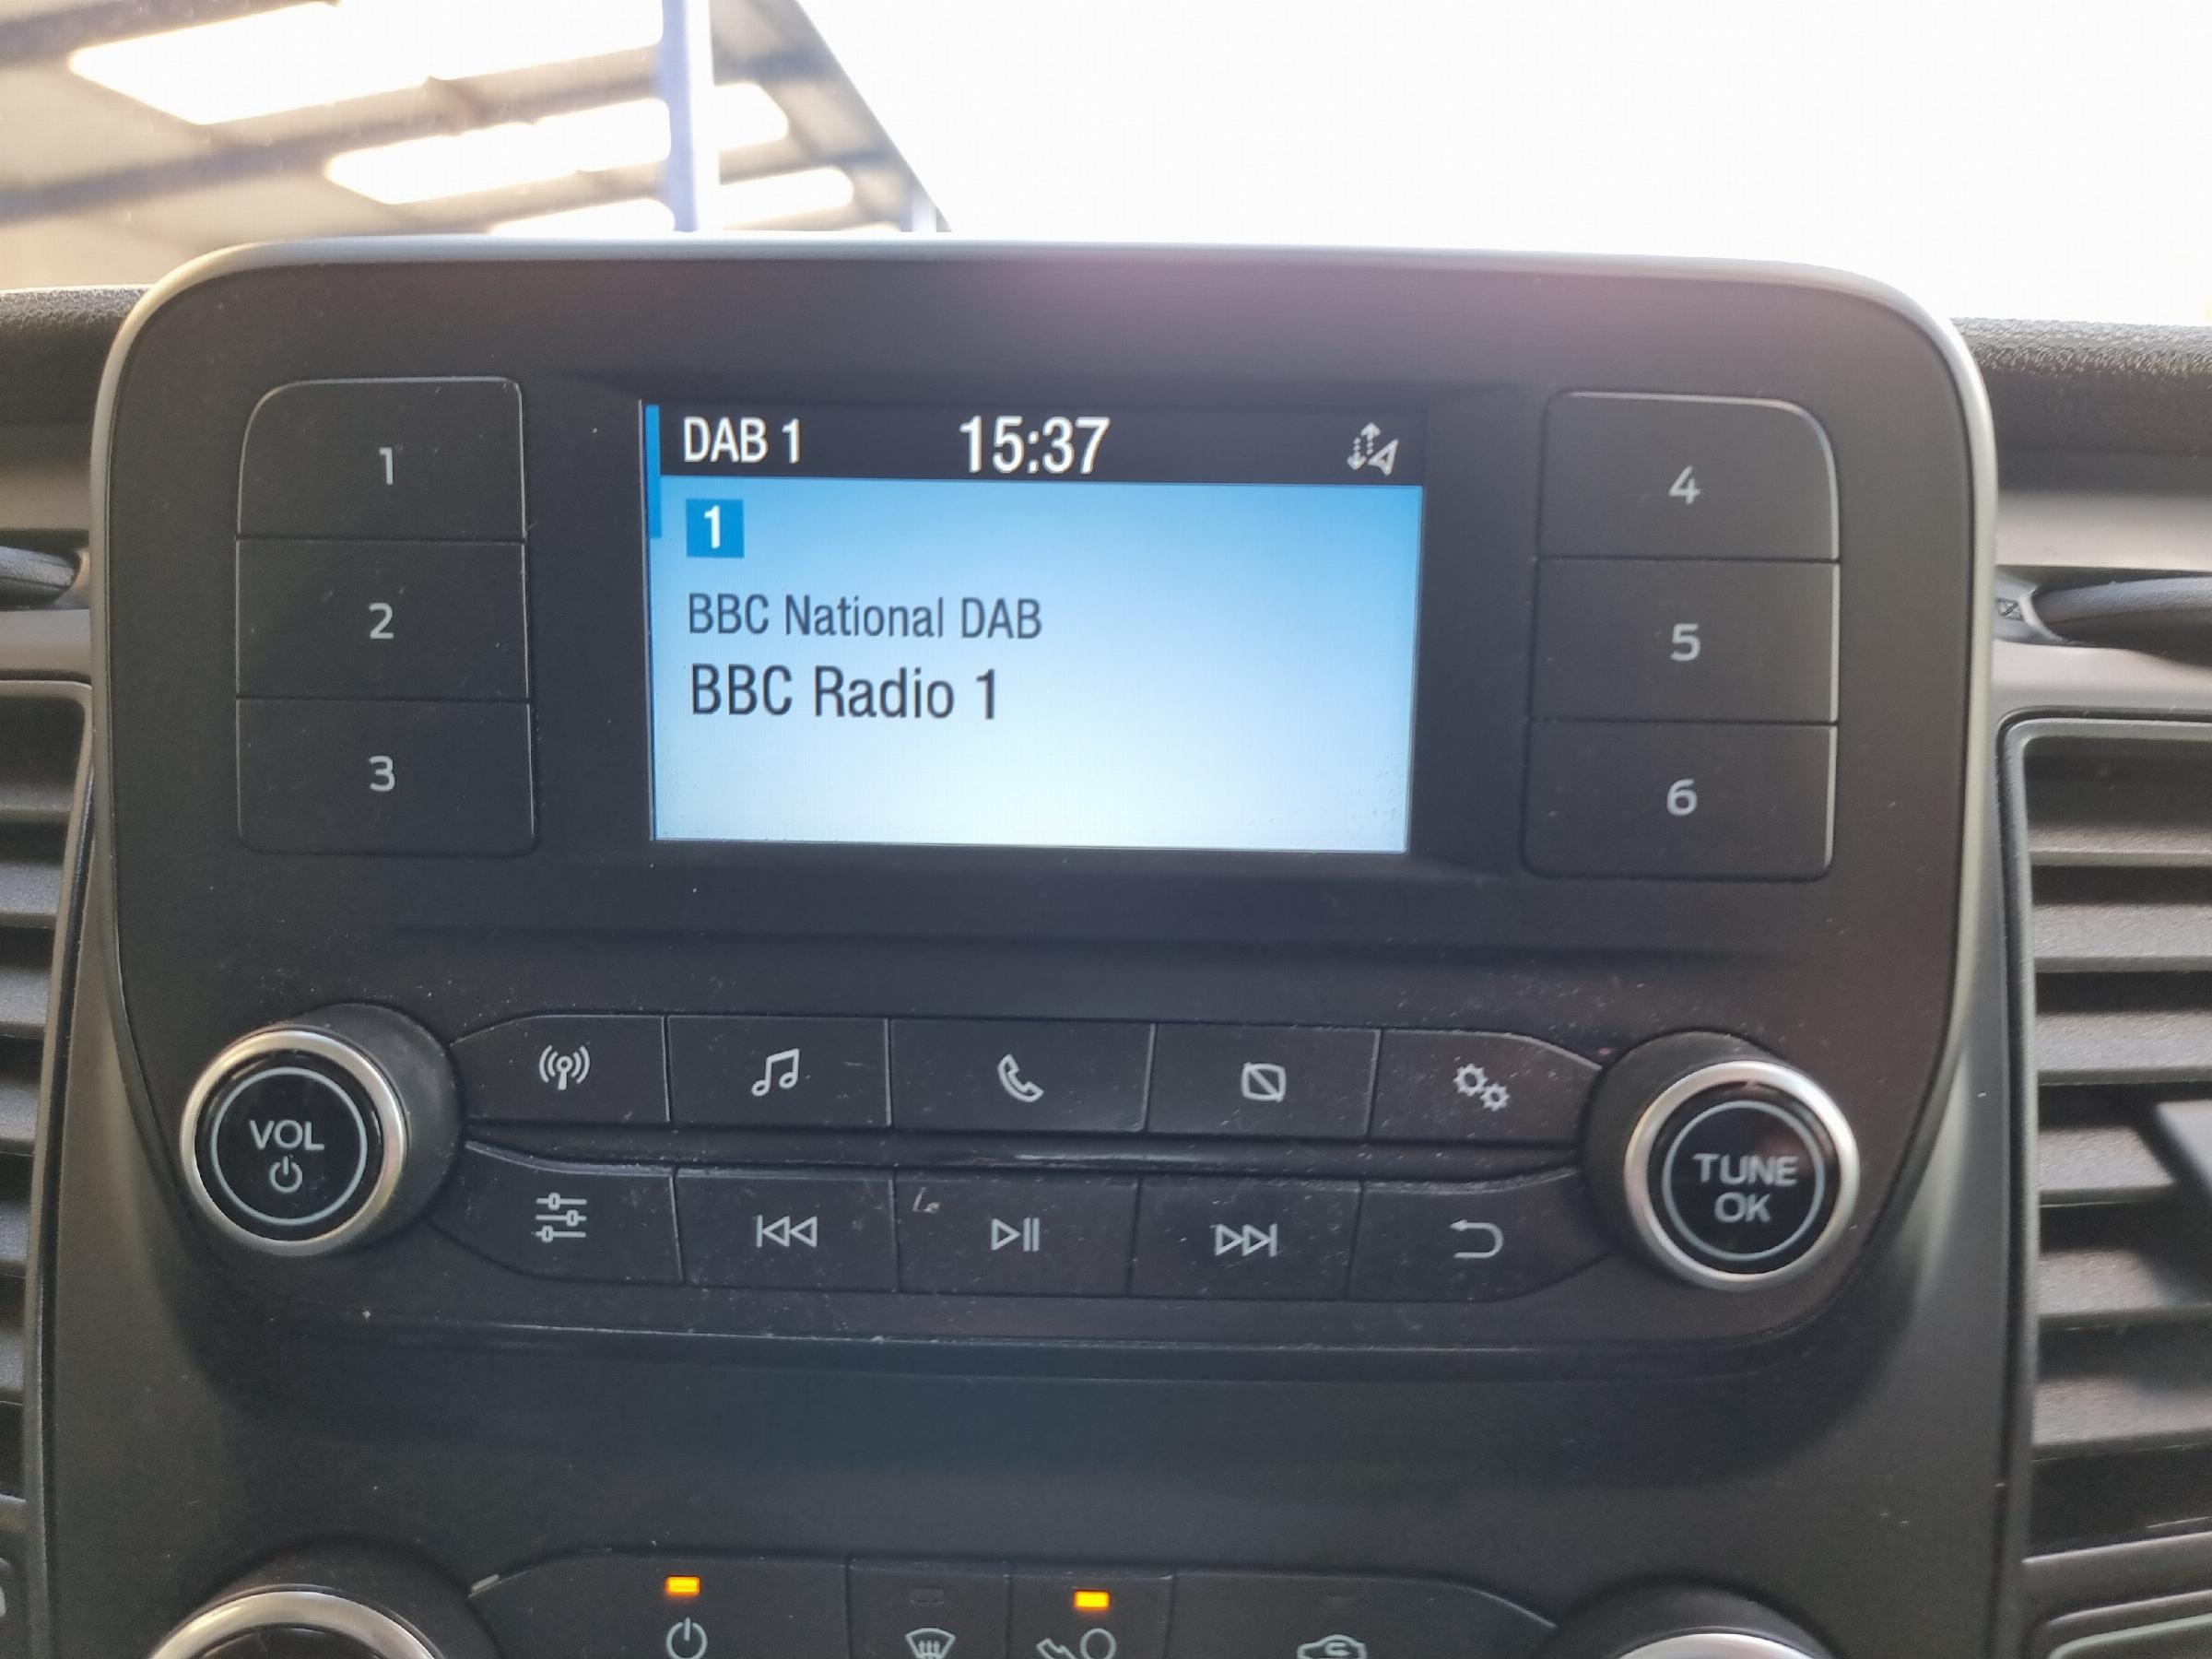 DAB 1 15:37
1
BBC National DAB
BBC Radio 1
1
2
3
4
5
6
VOL
TUNE
OK